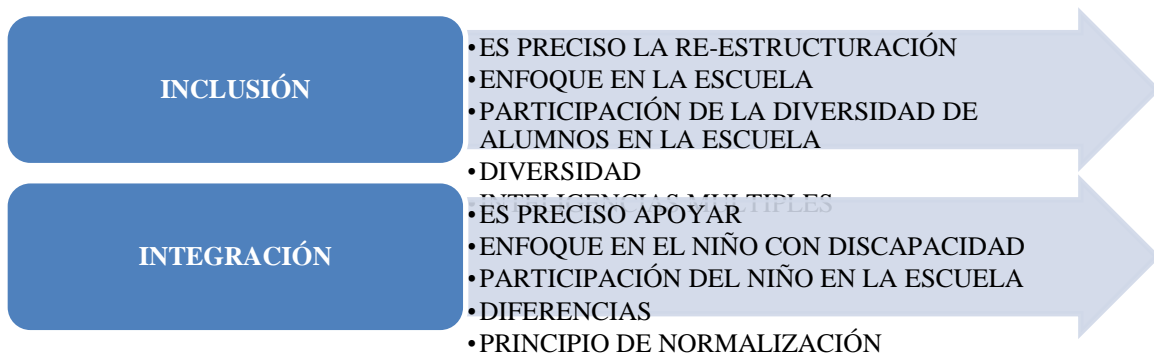 INCLUSIÓN
•ES PRECISO LA RE-ESTRUCTURACIÓN
•ENFOQUE EN LA ESCUELA
•PARTICIPACIÓN DE LA DIVERSIDAD DE
ALUMNOS EN LA ESCUELA
•DIVERSIDAD
•INTELIGENCIAS MULTIPLES
INTEGRACIÓN
•ES PRECISO APOYAR
•ENFOQUE EN EL NIÑO CON DISCAPACIDAD
•PARTICIPACIÓN DEL NIÑO EN LA ESCUELA
•DIFERENCIAS
•PRINCIPIO DE NORMALIZACIÓN